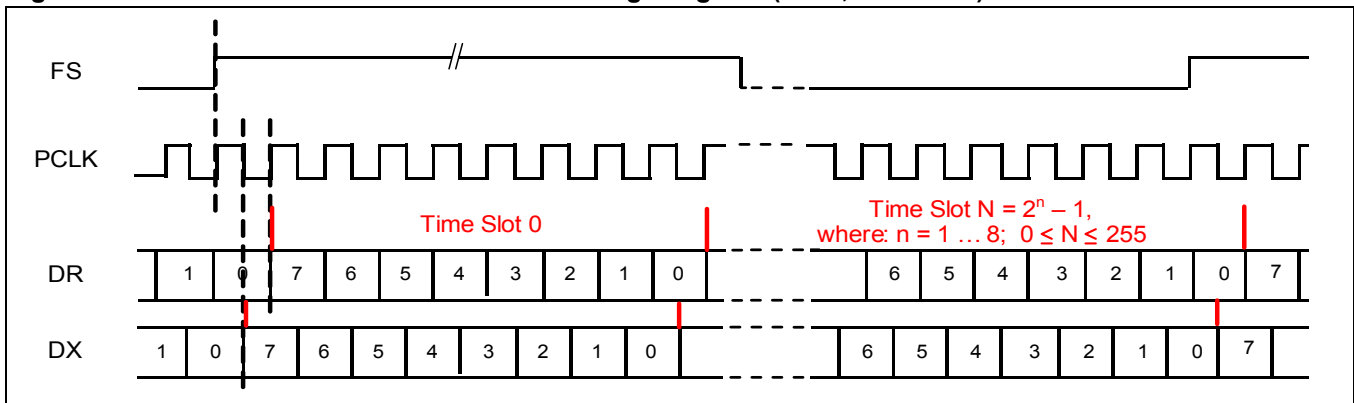 FS
PCLK
Time Slot 0
Time Slot N = 2ⁿ – 1,
where: n = 1 … 8; 0 ≤ N ≤ 255
DR 1 0 7 6 5 4 3 2 1 0 6 5 4 3 2 1 0 7
DX 1 0 7 6 5 4 3 2 1 0 6 5 4 3 2 1 0 7